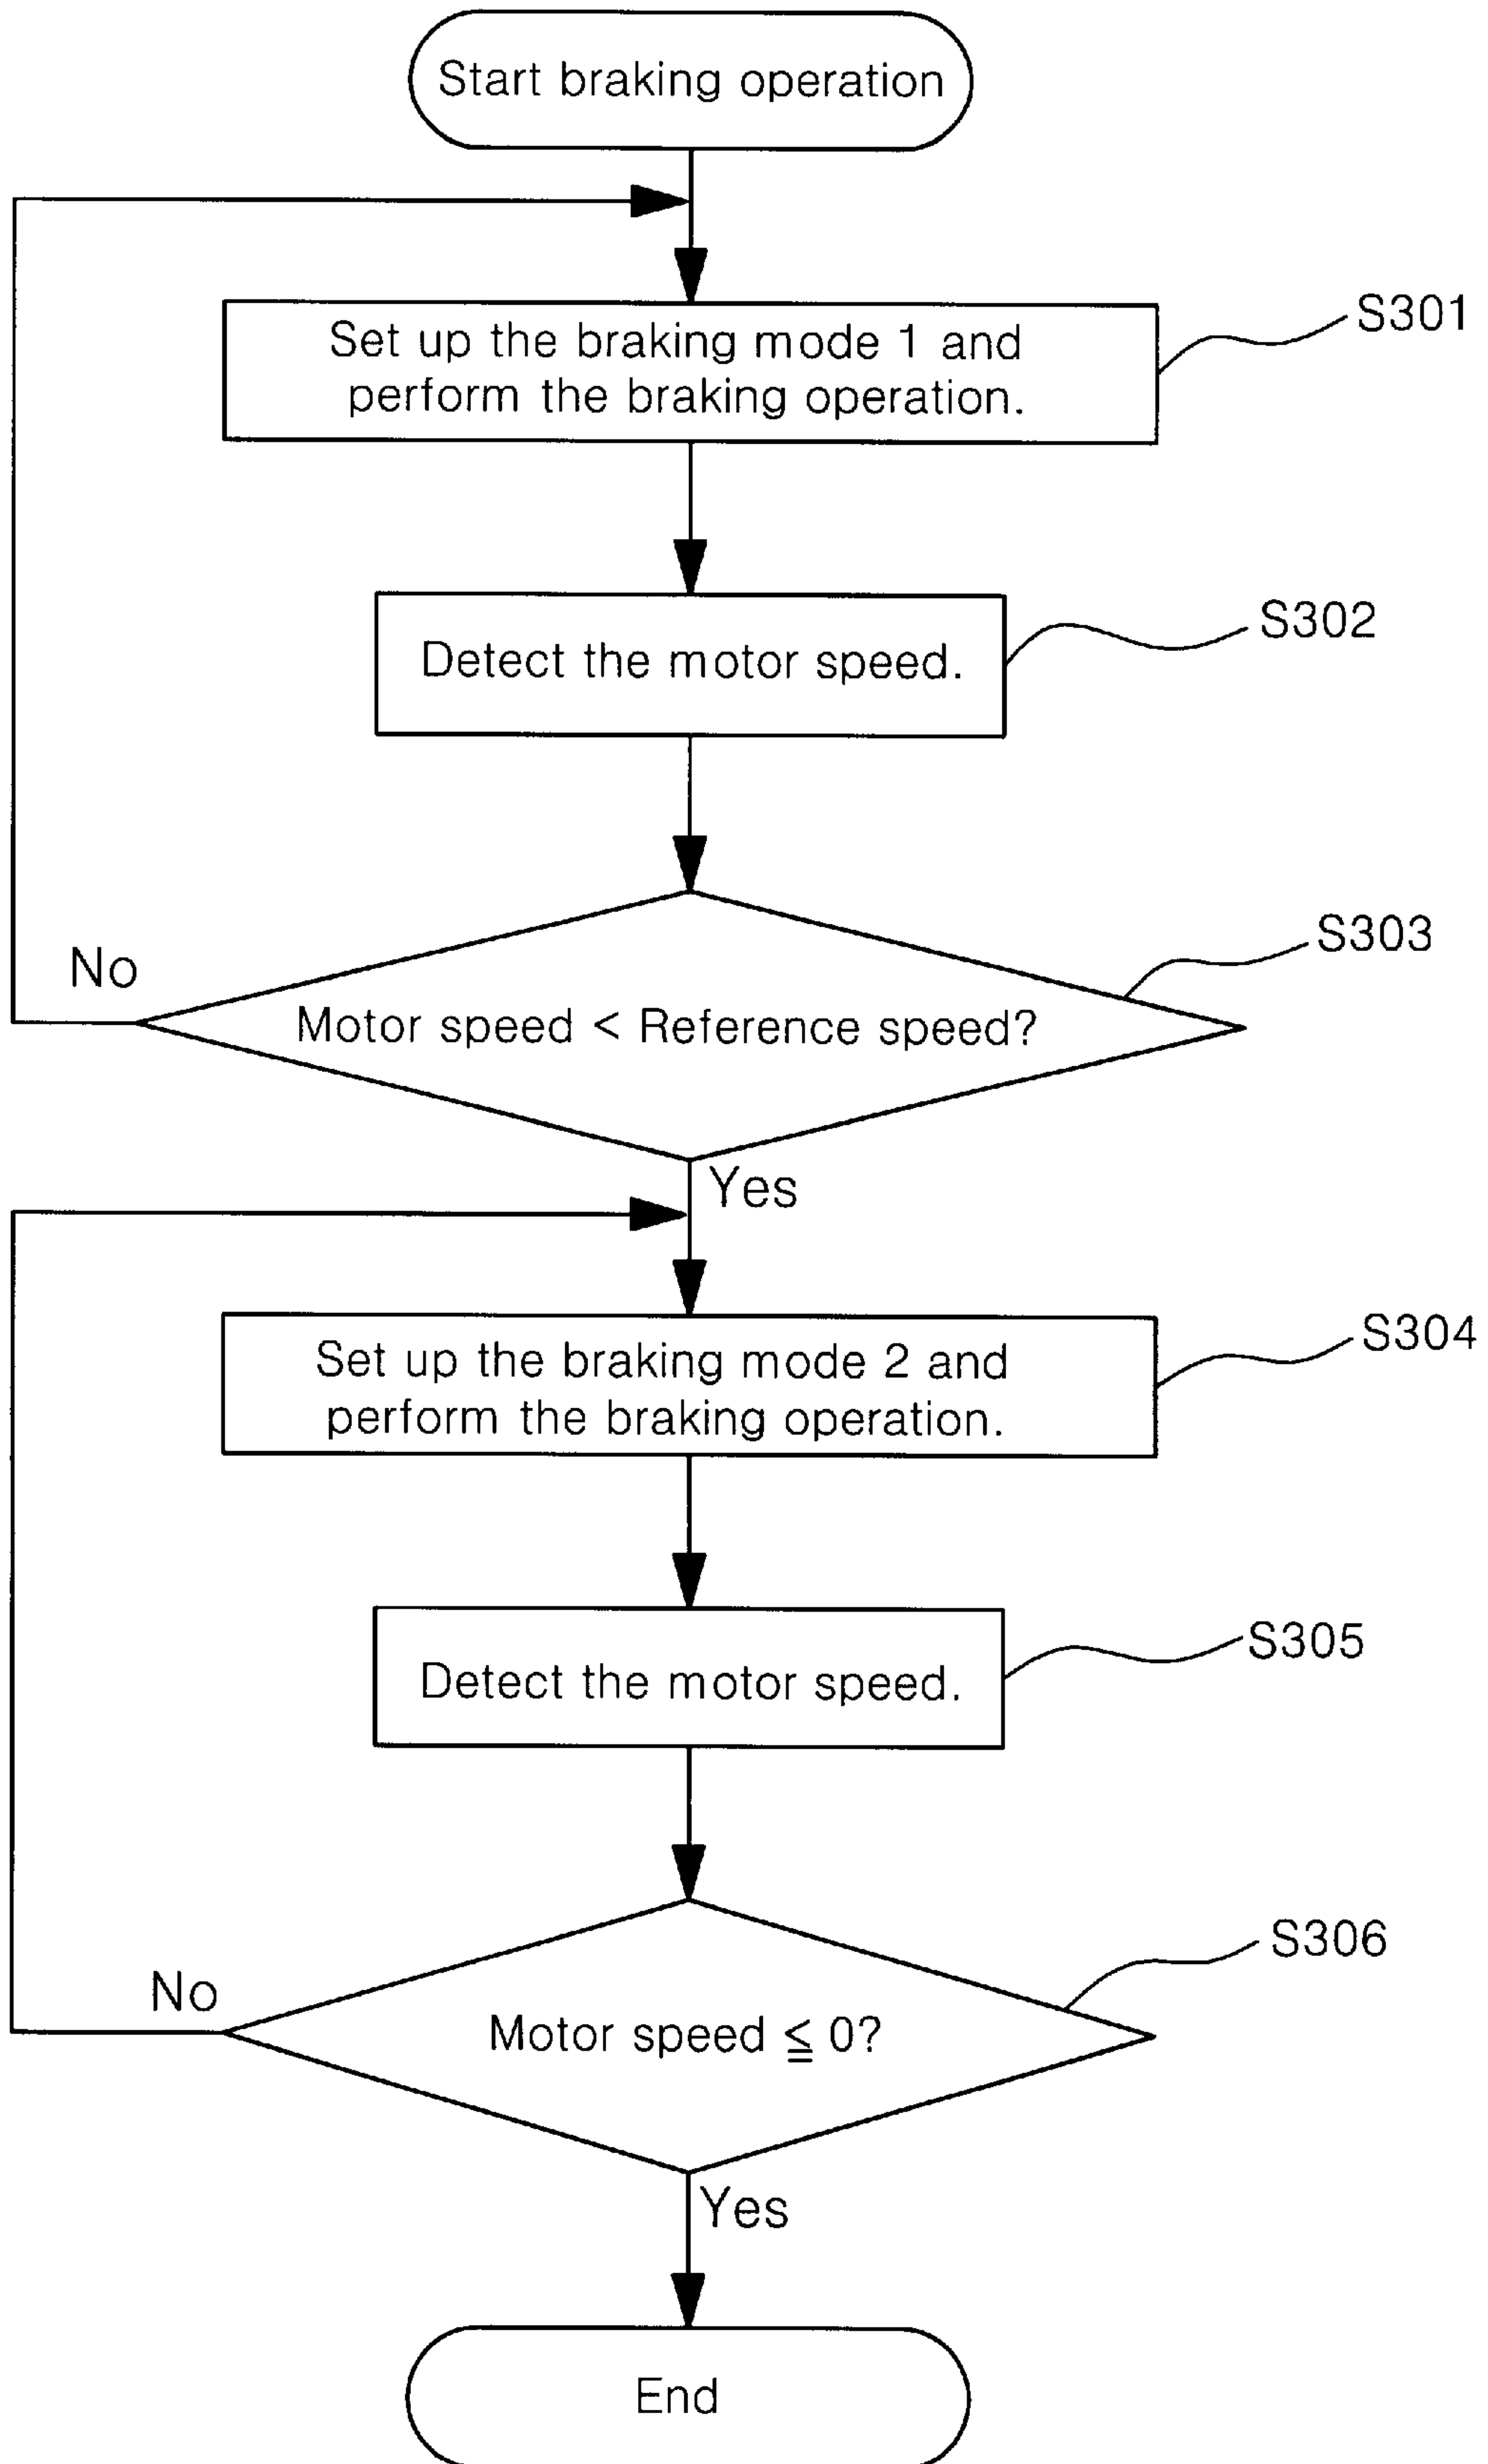 Start braking operation
Set up the braking mode 1 and
perform the braking operation.
S301
Detect the motor speed.
S302
Motor speed < Reference speed?
S303
No
Yes
Set up the braking mode 2 and
perform the braking operation.
S304
Detect the motor speed.
S305
Motor speed ≦ 0?
S306
No
Yes
End